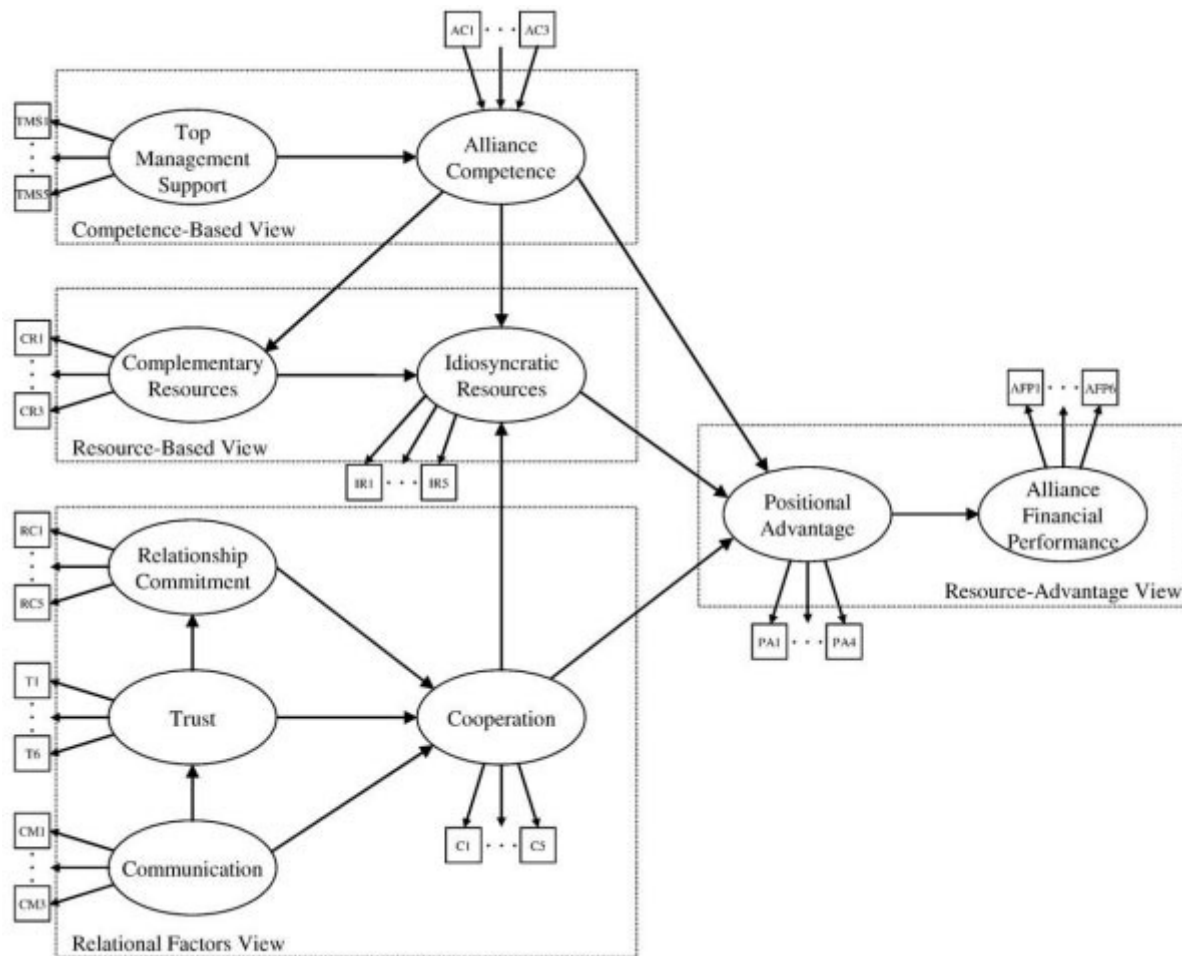 AC1 · · · AC3
TMS1
TMS5
Top
Management
Support
Alliance
Competence
Competence-Based View
CR1
CR3
Complementary
Resources
Idiosyncratic
Resources
Resource-Based View
IR1 · · · IR5
AFP1 · · · AFP6
Positional
Advantage
Alliance
Financial
Performance
Resource-Advantage View
PA1 · · · PA4
RC1
RC5
Relationship
Commitment
T1
T6
Trust
Cooperation
C1 · · · C5
CM1
CM3
Communication
Relational Factors View